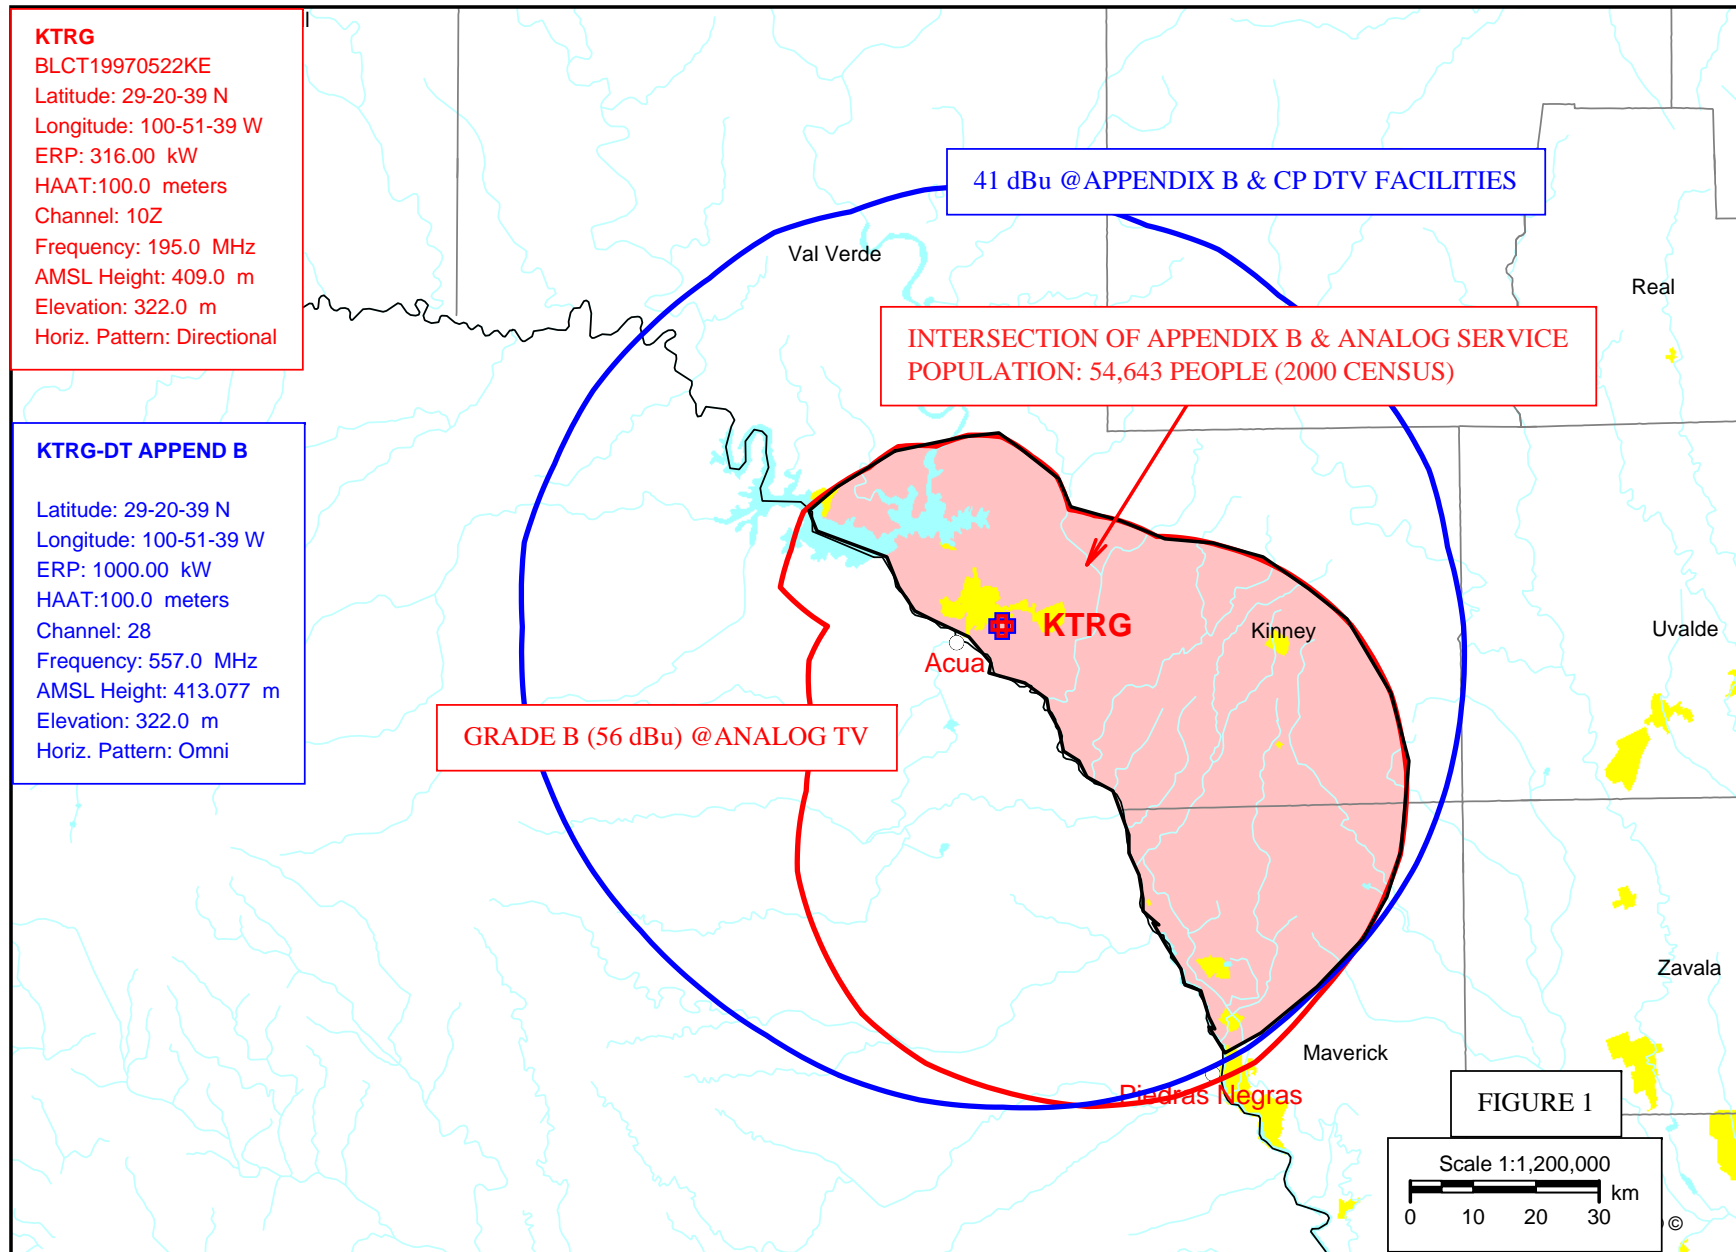 KTRG
BLCT19970522KE
Latitude: 29-20-39 N
Longitude: 100-51-39 W
ERP: 316.00 kW
HAAT:100.0 meters
Channel: 10Z
Frequency: 195.0 MHz
AMSL Height: 409.0 m
Elevation: 322.0 m
Horiz. Pattern: Directional
KTRG-DT APPEND B
Latitude: 29-20-39 N
Longitude: 100-51-39 W
ERP: 1000.00 kW
HAAT:100.0 meters
Channel: 28
Frequency: 557.0 MHz
AMSL Height: 413.077 m
Elevation: 322.0 m
Horiz. Pattern: Omni
41 dBu @APPENDIX B & CP DTV FACILITIES
Val Verde
Real
INTERSECTION OF APPENDIX B & ANALOG SERVICE
POPULATION: 54,643 PEOPLE (2000 CENSUS)
KTRG
Kinney
Uvalde
Acua
GRADE B (56 dBu) @ANALOG TV
Zavala
Maverick
Piedras Negras
FIGURE 1
Scale 1:1,200,000
km
0 10 20 30
©